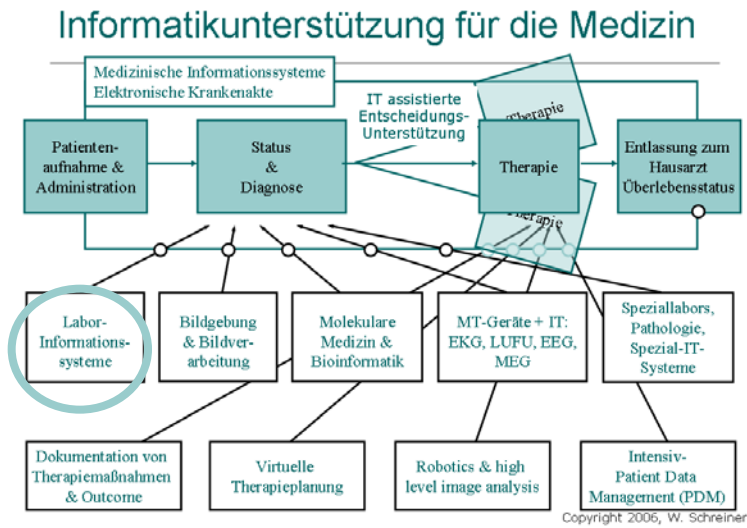 Informatikunterstützung für die Medizin
Medizinische Informationssysteme
Elektronische Krankenakte
IT assistierte
Entscheidungs-
Unterstützung
Therapie
Patienten-
aufnahme &
Administration
Status
&
Diagnose
Therapie
Entlassung zum
Hausarzt
Überlebensstatus
Therapie
Labor-
Informations-
systeme
Bildgebung
& Bildver-
arbeitung
Molekulare
Medizin &
Bioinformatik
MT-Geräte + IT:
EKG, LUFU, EEG,
MEG
Speziallabors,
Pathologie,
Spezial-IT-
Systeme
Dokumentation von
Therapiemaßnahmen
& Outcome
Virtuelle
Therapieplanung
Robotics & high
level image analysis
Intensiv-
Patient Data
Management (PDM)
Copyright 2006, W. Schreiner